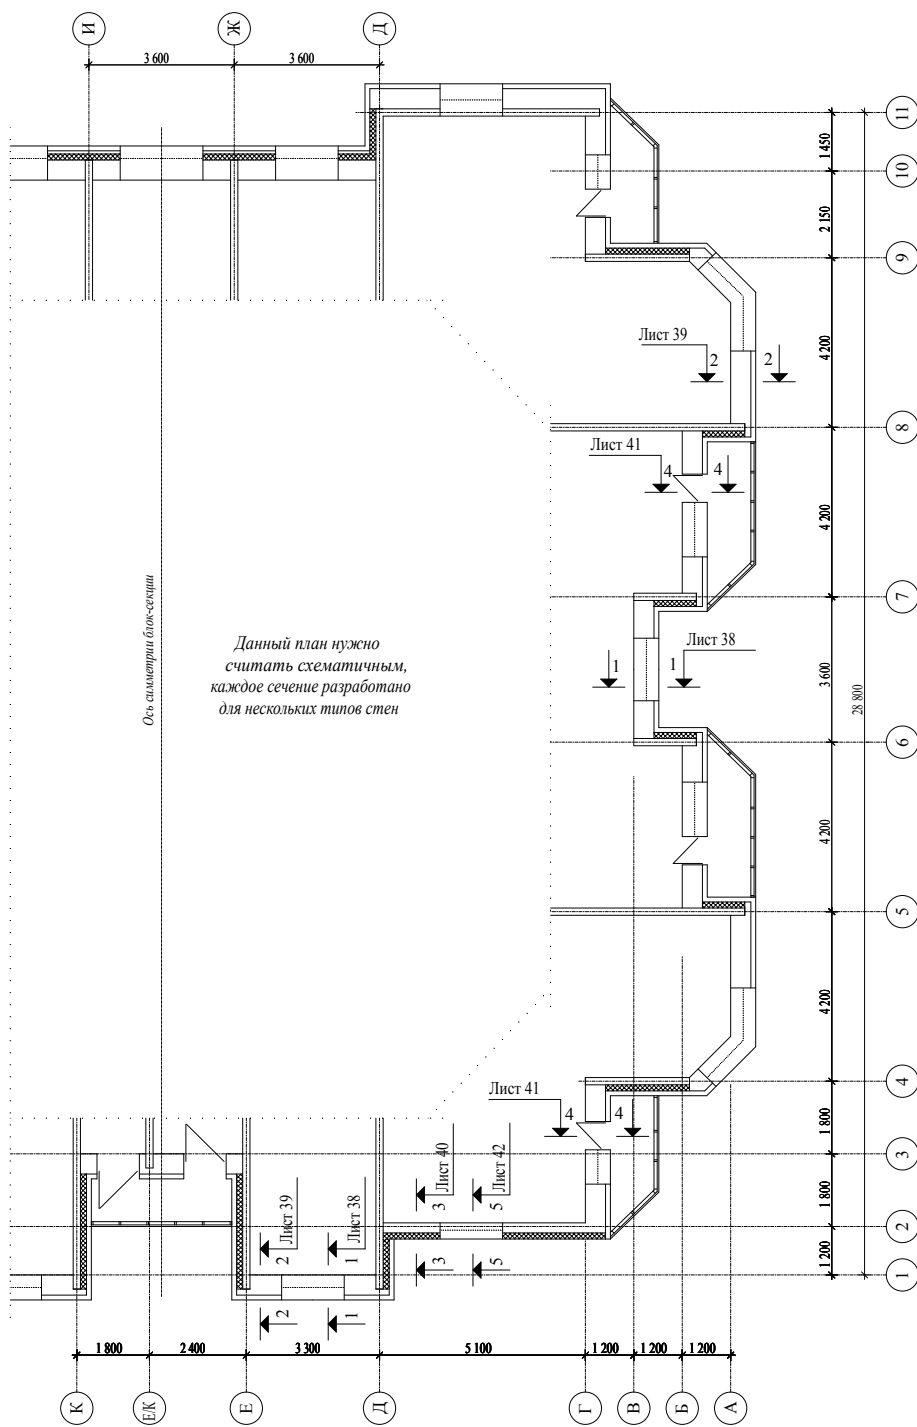 И
Ж
Д
3 600
3 600
11
1 450
10
2 150
9
4 200
Лист 39
2
2
8
Лист 41
4
4
4 200
7
Ось симметрии блок-секции
Данный план нужно
считать схематичным,
каждое сечение разработано
для нескольких типов стен
Лист 38
1
1
3 600
28 800
6
4 200
5
4 200
4
Лист 41
4
4
1 800
3
Лист 40
3
Лист 42
5
1 800
Лист 39
2
Лист 38
1
2
3
5
1 200
1
2
1
1 800
2 400
3 300
5 100
1 200
1 200
1 200
К
Е/К
Е
Д
Г
В
Б
А